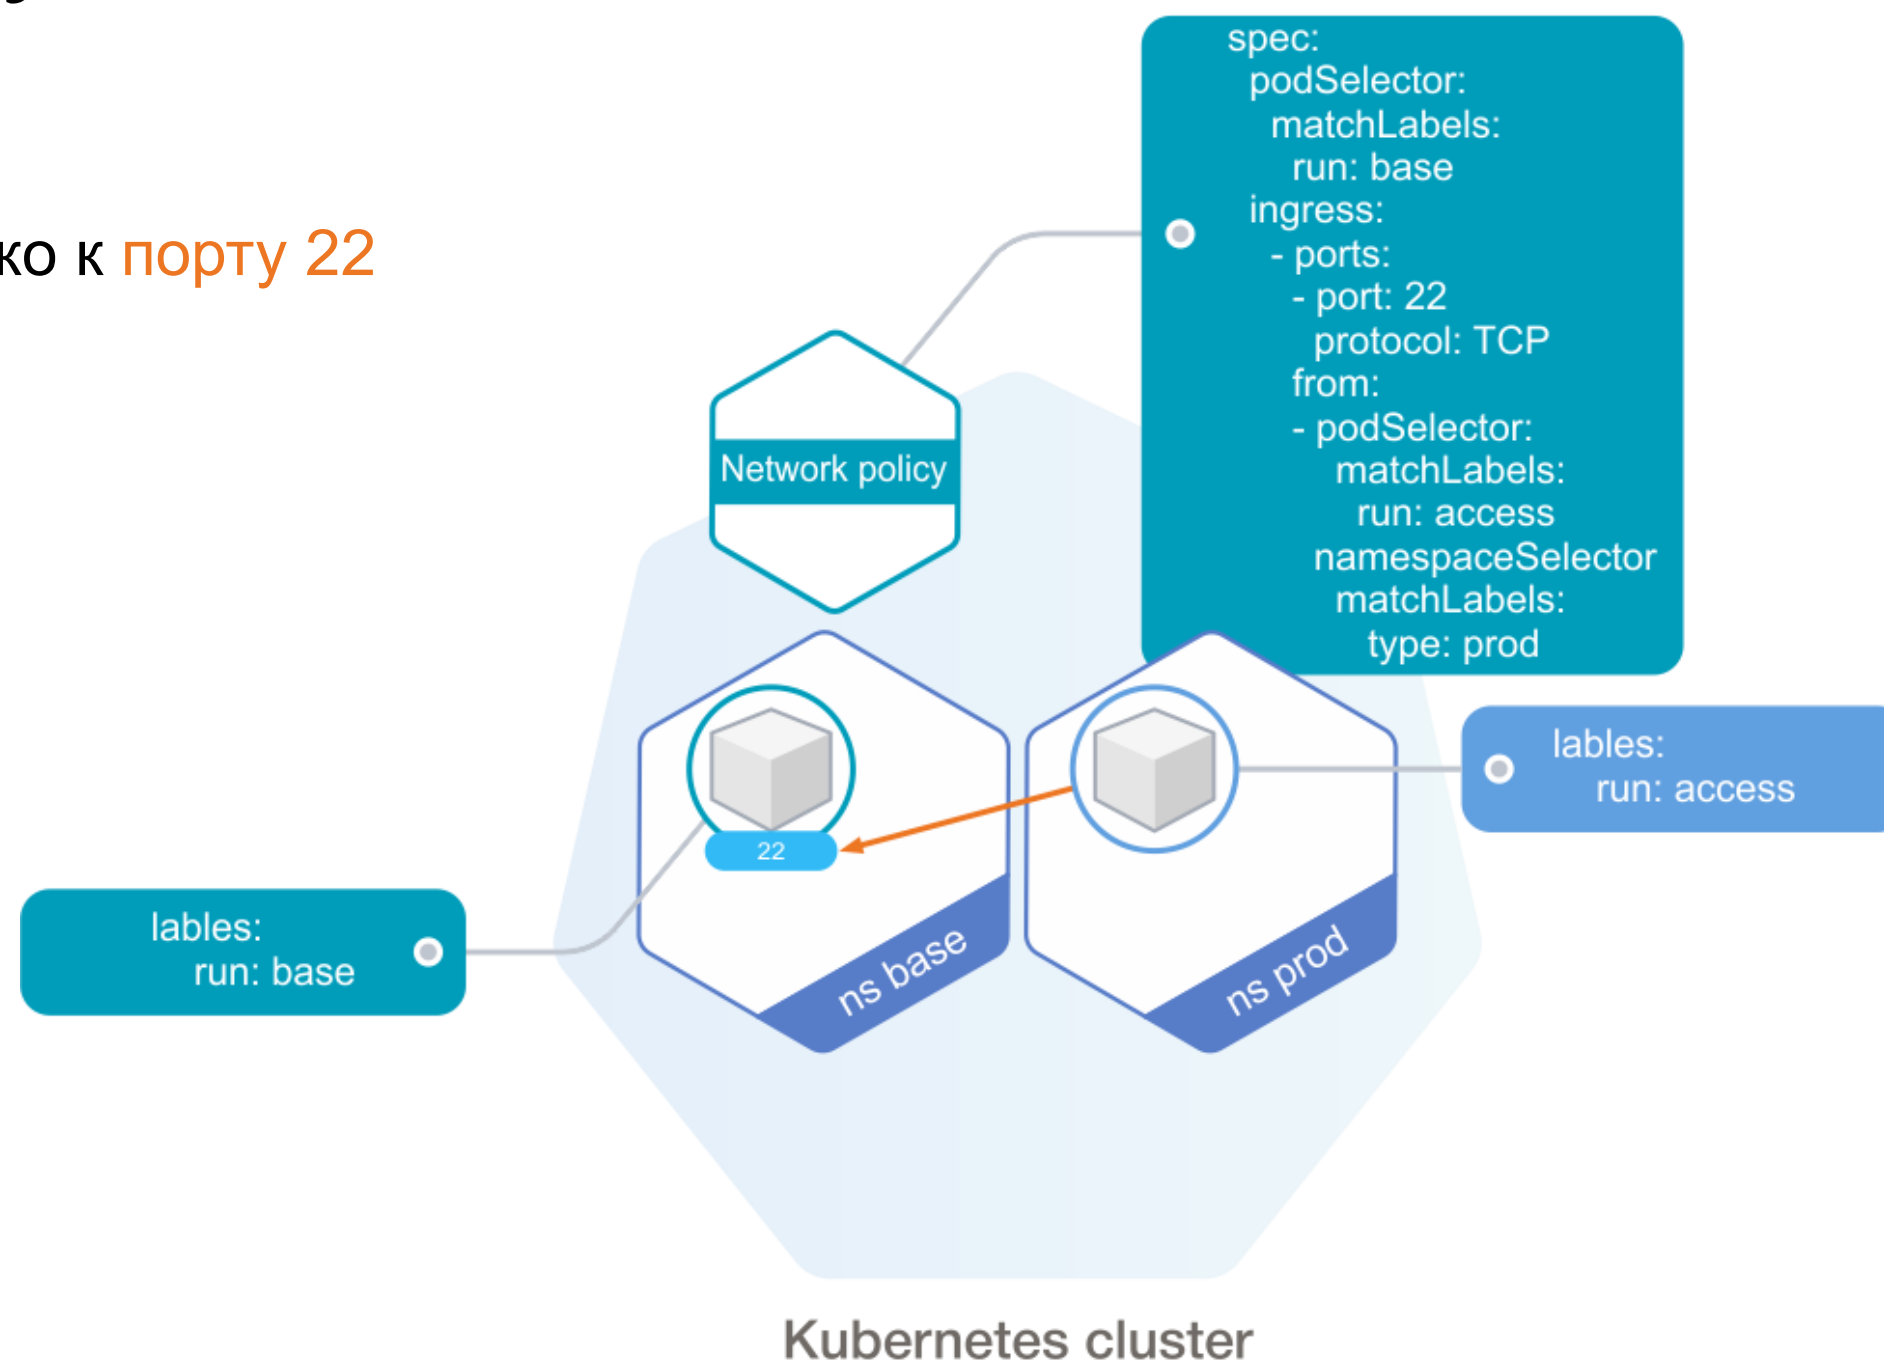 ко к порту 22
spec:
podSelector:
matchLabels:
run: base
ingress:
- ports:
- port: 22
protocol: TCP
from:
- podSelector:
matchLabels:
run: access
namespaceSelector
matchLabels:
type: prod
Network policy
lables:
run: access
22
lables:
run: base
ns base
ns prod
Kubernetes cluster